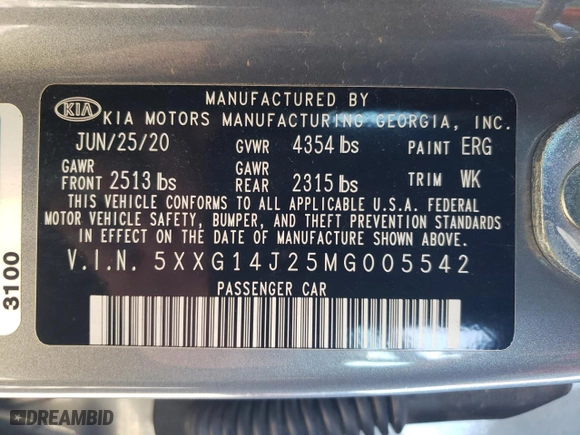 MANUFACTURED BY
KIA
KIA MOTORS MANUFACTURING GEORGIA, INC.
JUN/25/20 GVWR 4354 lbs PAINT ERG
GAWR FRONT 2513 lbs GAWR REAR 2315 lbs TRIM WK
THIS VEHICLE CONFORMS TO ALL APPLICABLE U.S.A. FEDERAL
MOTOR VEHICLE SAFETY, BUMPER, AND THEFT PREVENTION STANDARDS
IN EFFECT ON THE DATE OF MANUFACTURE SHOWN ABOVE.
V.I.N. 5XXG14J25MG005542
PASSENGER CAR
3100
DREAMBID